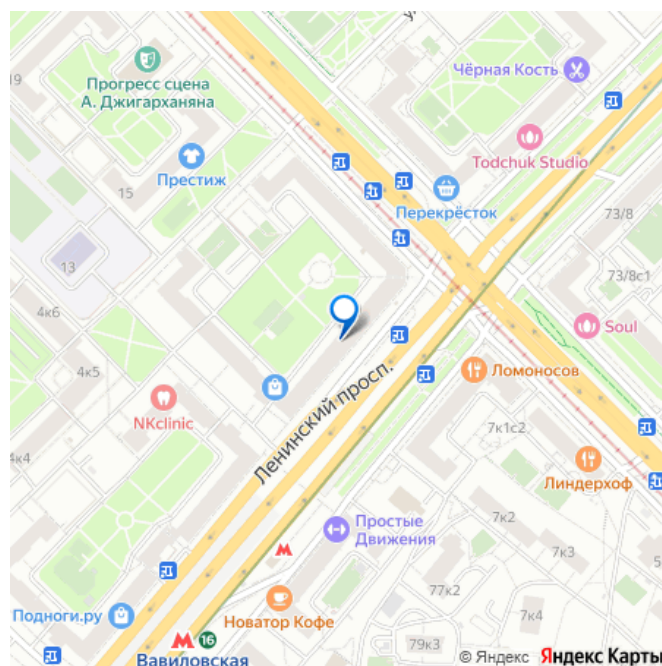 19
Прогресс сцена
А. Джигарханяна
Чёрная Кость
Престиж
Todchuk Studio
15
Перекрёсток
73/8
13
73/8с1
4к6
Soul
4к5
Ломоносов
NKclinic
Ленинский просп.
7к1с2
4к4
Линдерхоф
7к2
Простые
Движения
7к3
77к2
Подноги.ру
Новатор Кофе
7к4
16
79к3
Вавиловская
© Яндекс Яндекс Карты